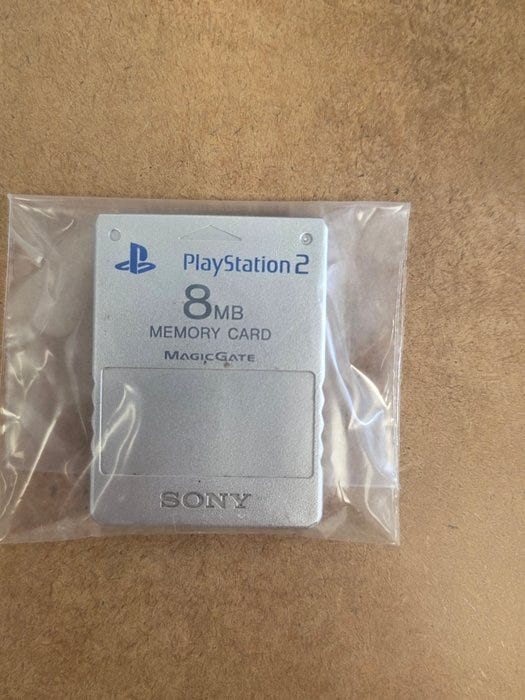 PlayStation 2
8MB
MEMORY CARD
MAGICGATE
SONY